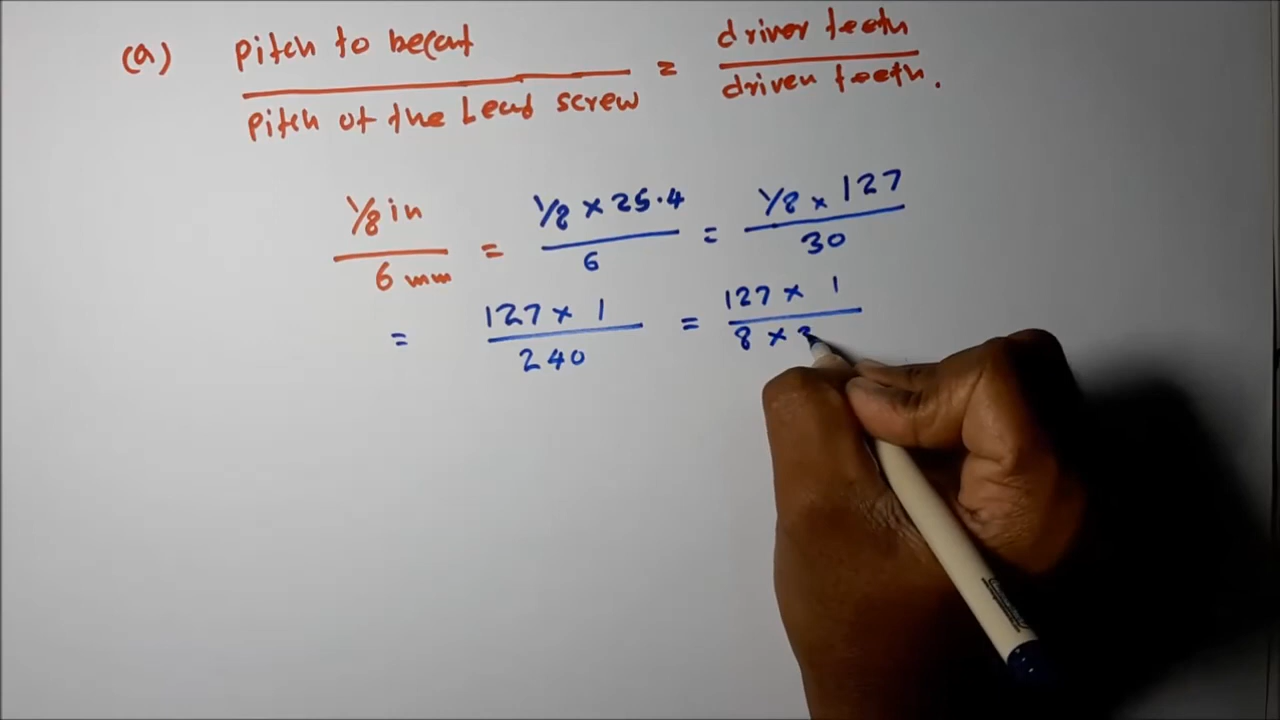 (a) pitch to be cut / pitch of the Lead screw = driver teeth / driven teeth.
1/8 in / 6 mm = 1/8 × 25.4 / 6 = 1/8 × 127 / 30
= 127 × 1 / 240 = 127 × 1 / 8 × 3